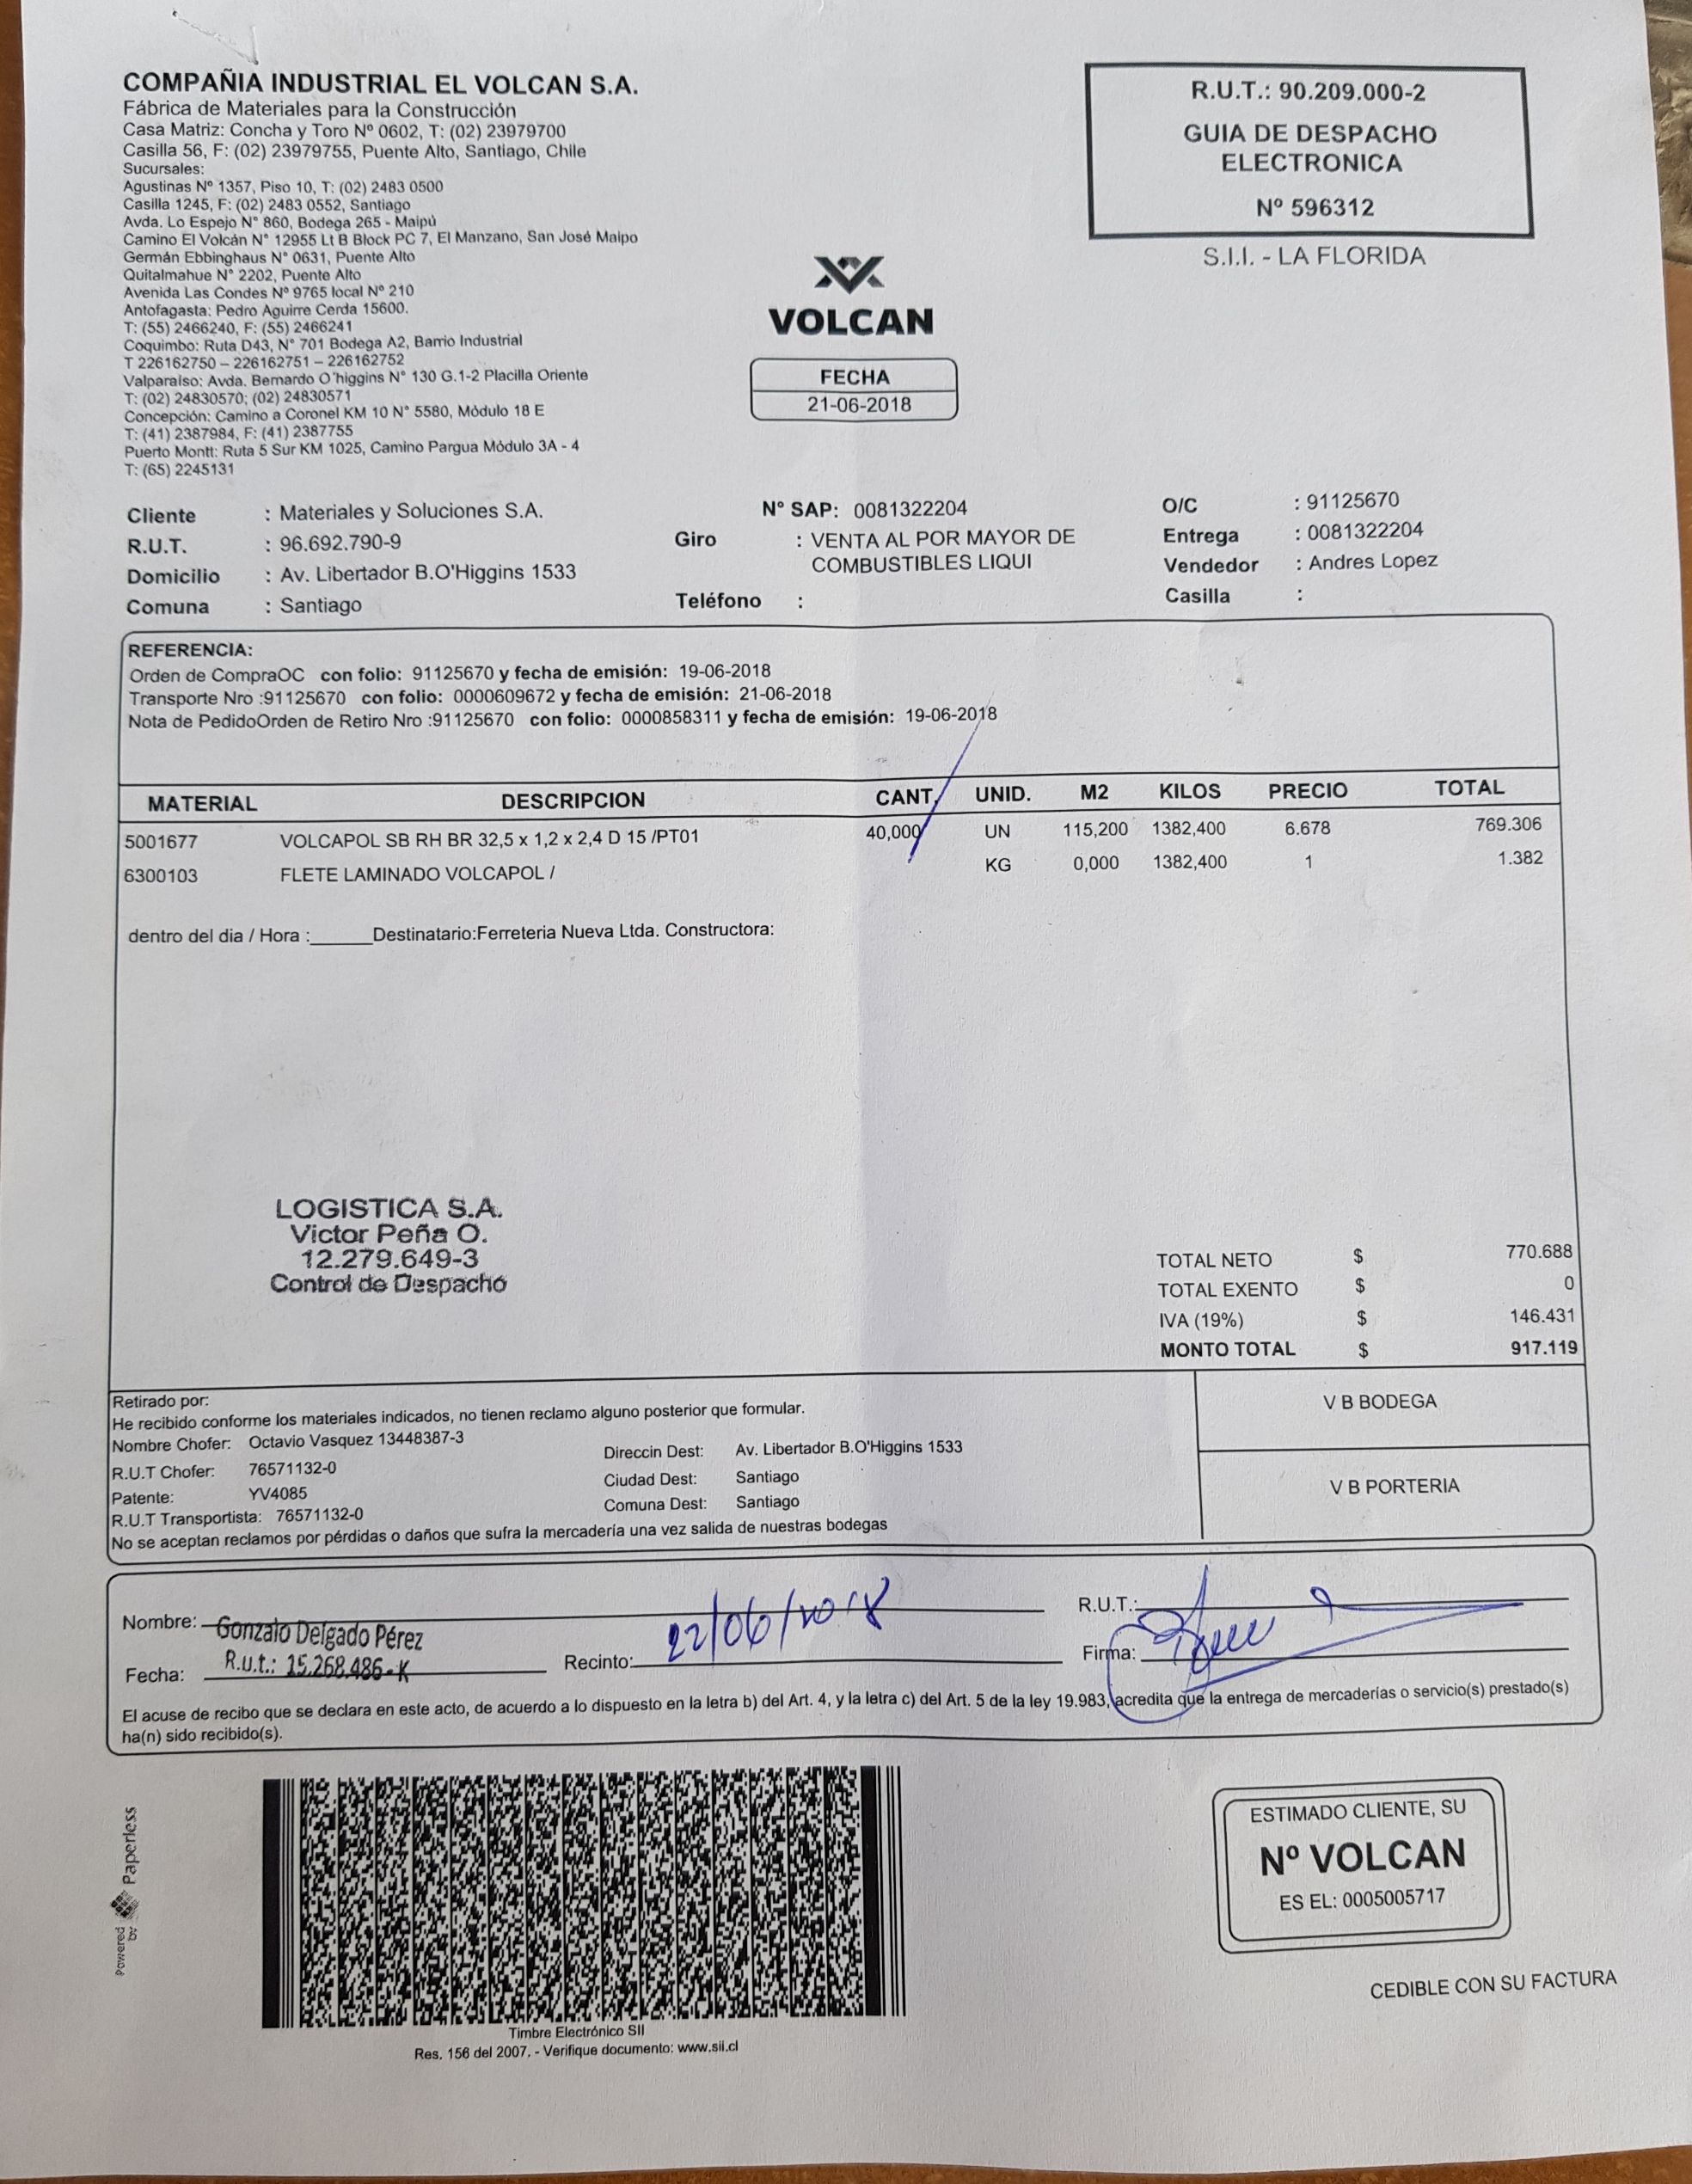 COMPAÑIA INDUSTRIAL EL VOLCAN S.A.
Fábrica de Materiales para la Construcción
Casa Matriz: Concha y Toro Nº 0602, T: (02) 23979700
Casilla 56, F: (02) 23979755, Puente Alto, Santiago, Chile
Sucursales:
Agustinas Nº 1357, Piso 10, T: (02) 2483 0500
Casilla 1245, F: (02) 2483 0552, Santiago
Avda. Lo Espejo N° 860, Bodega 265 - Maipú
Camino El Volcán N° 12955 Lt B Block PC 7, El Manzano, San José Maipo
Germán Ebbinghaus N° 0631, Puente Alto
Quitalmahue N° 2202, Puente Alto
Avenida Las Condes Nº 9765 local Nº 210
Antofagasta: Pedro Aguirre Cerda 15600.
T: (55) 2466240, F: (55) 2466241
Coquimbo: Ruta D43, N° 701 Bodega A2, Barrio Industrial
T 226162750 – 226162751 – 226162752
Valparaíso: Avda. Bernardo O'higgins N° 130 G.1-2 Placilla Oriente
T: (02) 24830570; (02) 24830571
Concepción: Camino a Coronel KM 10 N° 5580, Módulo 18 E
T: (41) 2387984, F: (41) 2387755
Puerto Montt: Ruta 5 Sur KM 1025, Camino Pargua Módulo 3A - 4
T: (65) 2245131
R.U.T.: 90.209.000-2
GUIA DE DESPACHO
ELECTRONICA
Nº 596312
S.I.I. - LA FLORIDA
VOLCAN
FECHA
21-06-2018
Cliente : Materiales y Soluciones S.A. N° SAP: 0081322204 O/C : 91125670
R.U.T. : 96.692.790-9 Giro : VENTA AL POR MAYOR DE Entrega : 0081322204
COMBUSTIBLES LIQUI
Domicilio : Av. Libertador B.O'Higgins 1533 Vendedor : Andres Lopez
Comuna : Santiago Teléfono : Casilla :
REFERENCIA:
Orden de CompraOC con folio: 91125670 y fecha de emisión: 19-06-2018
Transporte Nro :91125670 con folio: 0000609672 y fecha de emisión: 21-06-2018
Nota de PedidoOrden de Retiro Nro :91125670 con folio: 0000858311 y fecha de emisión: 19-06-2018
MATERIAL DESCRIPCION CANT. UNID. M2 KILOS PRECIO TOTAL
5001677 VOLCAPOL SB RH BR 32,5 x 1,2 x 2,4 D 15 /PT01 40,000 UN 115,200 1382,400 6.678 769.306
6300103 FLETE LAMINADO VOLCAPOL / KG 0,000 1382,400 1 1.382
dentro del dia / Hora :______Destinatario:Ferreteria Nueva Ltda. Constructora:
LOGISTICA S.A.
Victor Peña O.
12.279.649-3
Control de Despacho
TOTAL NETO $ 770.688
TOTAL EXENTO $ 0
IVA (19%) $ 146.431
MONTO TOTAL $ 917.119
Retirado por:
He recibido conforme los materiales indicados, no tienen reclamo alguno posterior que formular.
Nombre Chofer: Octavio Vasquez 13448387-3 Direccin Dest: Av. Libertador B.O'Higgins 1533
R.U.T Chofer: 76571132-0 Ciudad Dest: Santiago
Patente: YV4085 Comuna Dest: Santiago
R.U.T Transportista: 76571132-0
No se aceptan reclamos por pérdidas o daños que sufra la mercadería una vez salida de nuestras bodegas
V B BODEGA
V B PORTERIA
Nombre: Gonzalo Delgado Pérez R.U.T.:
Fecha: R.u.t.: 15.268.486-K Recinto: 22/06/2018 Firma:
El acuse de recibo que se declara en este acto, de acuerdo a lo dispuesto en la letra b) del Art. 4, y la letra c) del Art. 5 de la ley 19.983, acredita que la entrega de mercaderías o servicio(s) prestado(s)
ha(n) sido recibido(s).
Powered by Paperless
Timbre Electrónico SII
Res. 156 del 2007. - Verifique documento: www.sii.cl
ESTIMADO CLIENTE, SU
Nº VOLCAN
ES EL: 0005005717
CEDIBLE CON SU FACTURA